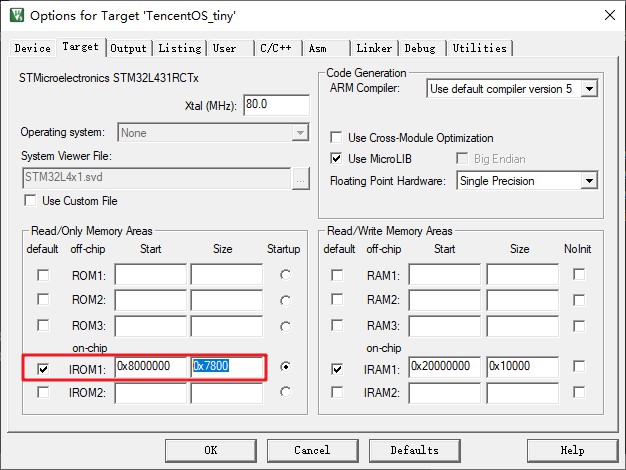 Options for Target 'TencentOS_tiny'
Device Target Output Listing User C/C++ Asm Linker Debug Utilities
STMicroelectronics STM32L431RCTx
Xtal (MHz): 80.0
Operating system: None
System Viewer File:
STM32L4x1.svd ...
Use Custom File
Code Generation
ARM Compiler: Use default compiler version 5
Use Cross-Module Optimization
Use MicroLIB Big Endian
Floating Point Hardware: Single Precision
Read/Only Memory Areas
default off-chip Start Size Startup
ROM1:
ROM2:
ROM3:
on-chip
IROM1: 0x8000000 0x7800
IROM2:
Read/Write Memory Areas
default off-chip Start Size NoInit
RAM1:
RAM2:
RAM3:
on-chip
IRAM1: 0x20000000 0x10000
IRAM2:
OK Cancel Defaults Help